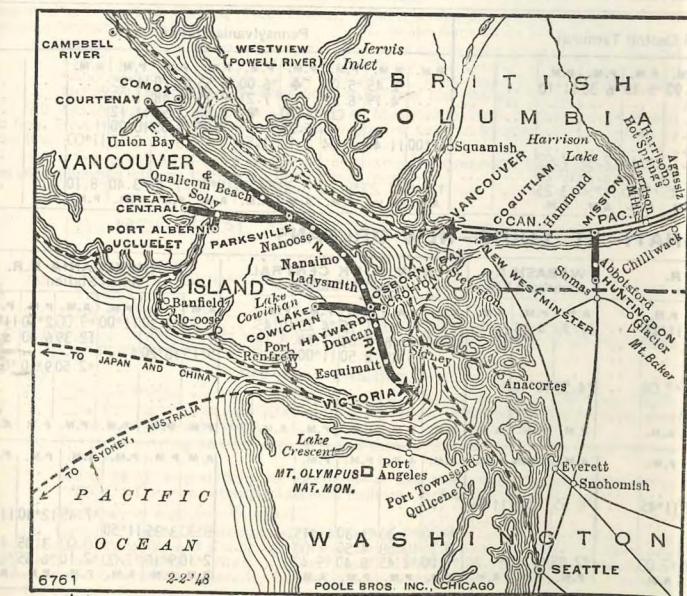 CAMPBELL
RIVER
WESTVIEW
(POWELL RIVER)
Jervis
Inlet
BRITISH
COLUMBIA
COMOX
COURTENAY
Union Bay
E.
&
N.
RY.
VANCOUVER
ISLAND
Qualicum Beach
Solly
GREAT
CENTRAL
PORT ALBERNI
UCLUELET
PARKSVILLE
Nanoose
Nanaimo
Ladysmith
Squamish
VANCOUVER
COQUITLAM
Hammond
Harrison
Lake
MISSION
Harrison
Hot Springs
Harrison
Mills
Agassiz
CAN.
PAC.
Chilliwack
Abbotsford
HUNTINGDON
Sumas
Glacier
Mt. Baker
NEW WESTMINSTER
Steveston
OSBORNE BAY
CROFTON
Banfield
Clo-oos
Lake
Cowichan
LAKE
COWICHAN
HAYWARD
Duncan
Port
Renfrew
Sidney
Esquimalt
VICTORIA
Anacortes
TO JAPAN AND CHINA
TO SYDNEY, AUSTRALIA
Lake
Crescent
MT. OLYMPUS
NAT. MON.
Port
Angeles
Port Townsend
Quilcene
Everett
Snohomish
PACIFIC
OCEAN
WASHINGTON
SEATTLE
6761
2-2-'48
POOLE BROS. INC., CHICAGO